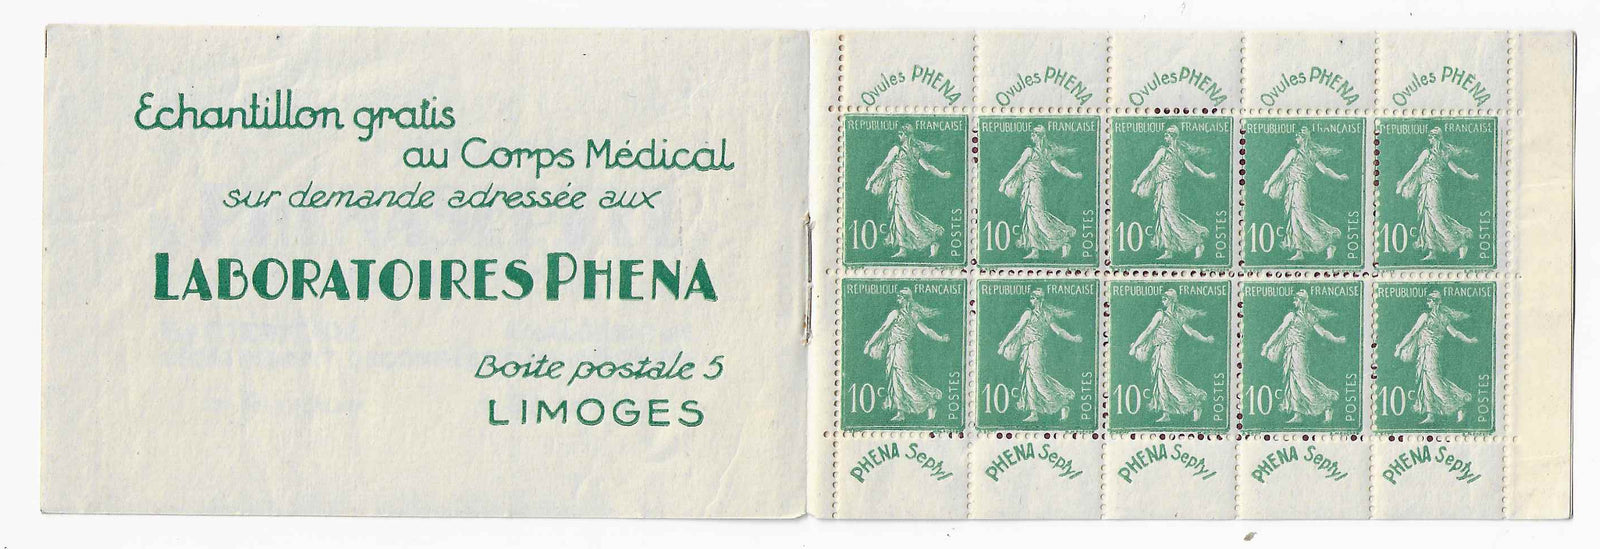 Echantillon gratis
au Corps Médical
sur demande adressée aux
LABORATOIRES PHENA
Boite postale 5
LIMOGES
Ovules PHENA Ovules PHENA Ovules PHENA Ovules PHENA Ovules PHENA
REPUBLIQUE FRANÇAISE REPUBLIQUE FRANÇAISE REPUBLIQUE FRANÇAISE REPUBLIQUE FRANÇAISE REPUBLIQUE FRANÇAISE
10c POSTES 10c POSTES 10c POSTES 10c POSTES 10c POSTES
REPUBLIQUE FRANÇAISE REPUBLIQUE FRANÇAISE REPUBLIQUE FRANÇAISE REPUBLIQUE FRANÇAISE REPUBLIQUE FRANÇAISE
10c POSTES 10c POSTES 10c POSTES 10c POSTES 10c POSTES
PHENA Septyl PHENA Septyl PHENA Septyl PHENA Septyl PHENA Septyl